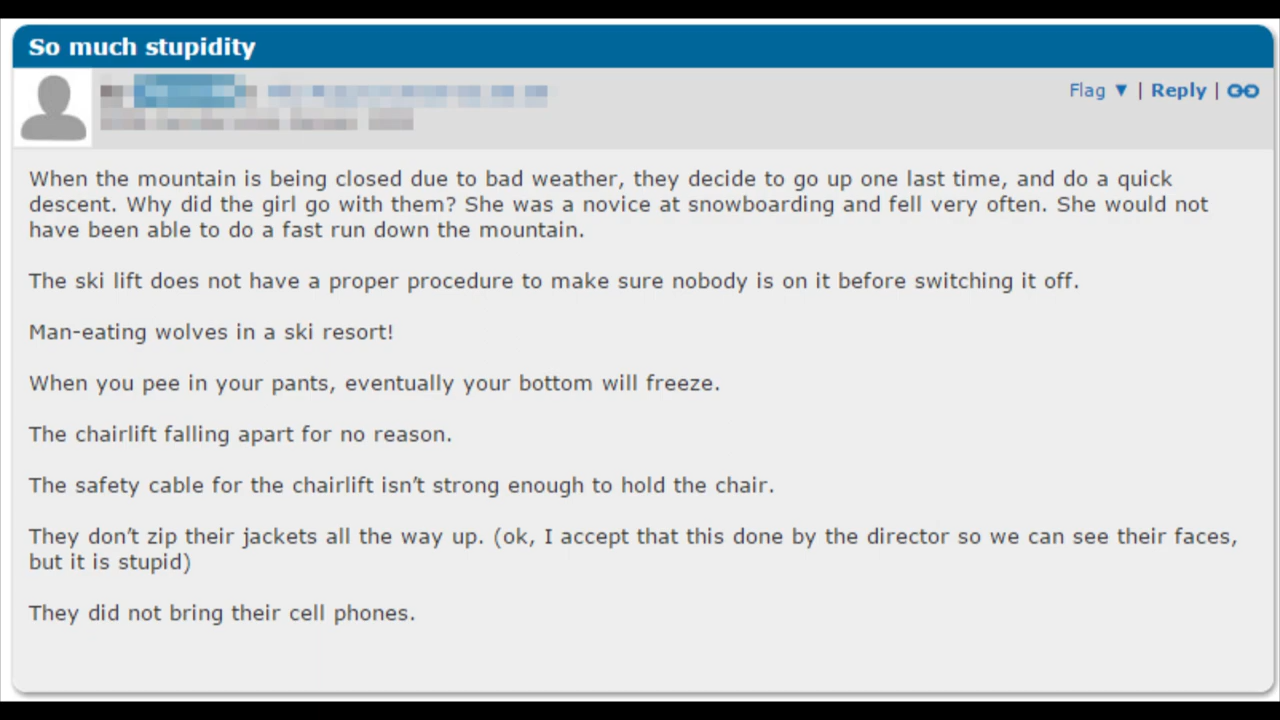 So much stupidity
Flag ▼ | Reply |
When the mountain is being closed due to bad weather, they decide to go up one last time, and do a quick
descent. Why did the girl go with them? She was a novice at snowboarding and fell very often. She would not
have been able to do a fast run down the mountain.
The ski lift does not have a proper procedure to make sure nobody is on it before switching it off.
Man-eating wolves in a ski resort!
When you pee in your pants, eventually your bottom will freeze.
The chairlift falling apart for no reason.
The safety cable for the chairlift isn’t strong enough to hold the chair.
They don’t zip their jackets all the way up. (ok, I accept that this done by the director so we can see their faces,
but it is stupid)
They did not bring their cell phones.